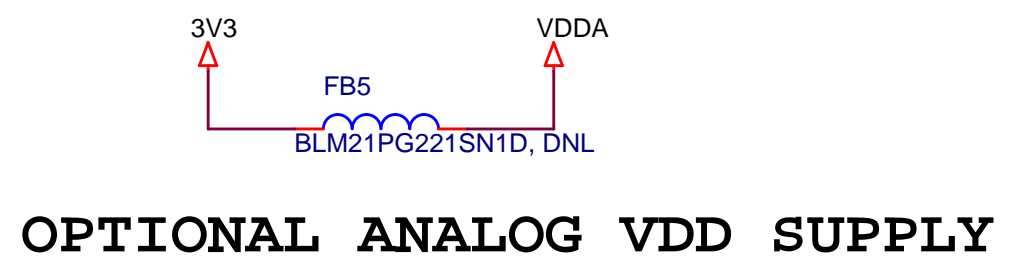 3V3 VDDA
FB5
BLM21PG221SN1D, DNL
OPTIONAL ANALOG VDD SUPPLY